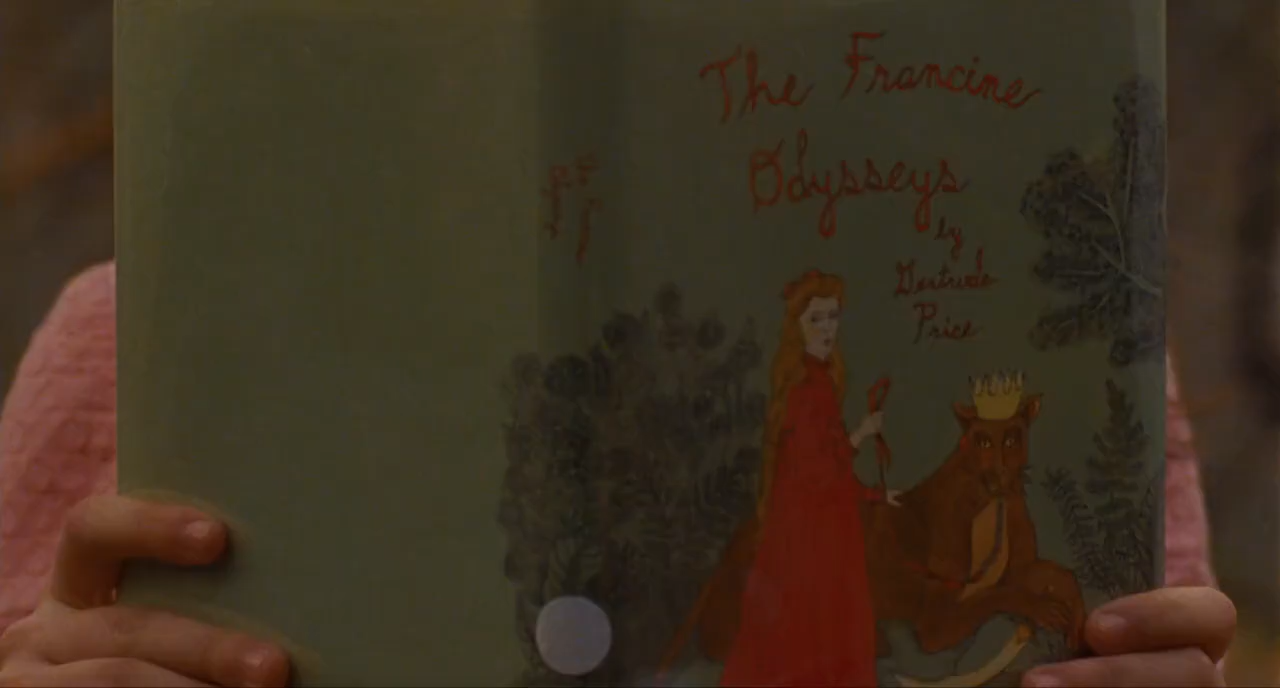 The Francine
Odysseys
by
Gertrude
Price